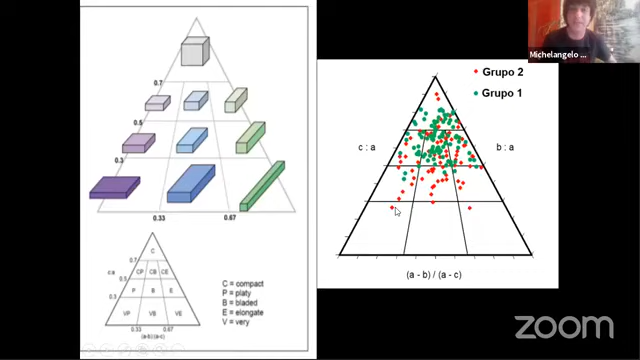 0.7
0.5
0.3
0.33 0.67
c:a
C
0.7
CP CB CE
0.5
P B E
0.3
VP VB VE
0.33 0.67
(a-b) (a-c)
C = compact
P = platy
B = bladed
E = elongate
V = very
Grupo 2
Grupo 1
c : a
b : a
(a - b) / (a - c)
Michelangelo ...
zoom